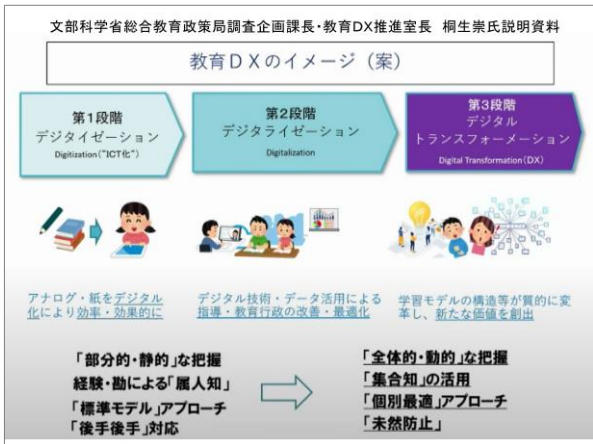 文部科学省総合教育政策局調査企画課長・教育DX推進室長　桐生崇氏説明資料
教育ＤＸのイメージ（案）
第1段階
デジタイゼーション
Digitization(“ICT化”)
第2段階
デジタライゼーション
Digitalization
第3段階
デジタル
トランスフォーメーション
Digital Transformation(DX)
アナログ・紙をデジタル
化により効率・効果的に
デジタル技術・データ活用による
指導・教育行政の改善・最適化
学習モデルの構造等が質的に変
革し、新たな価値を創出
「部分的・静的」な把握
経験・勘による「属人知」
「標準モデル」アプローチ
「後手後手」対応
「全体的・動的」な把握
「集合知」の活用
「個別最適」アプローチ
「未然防止」